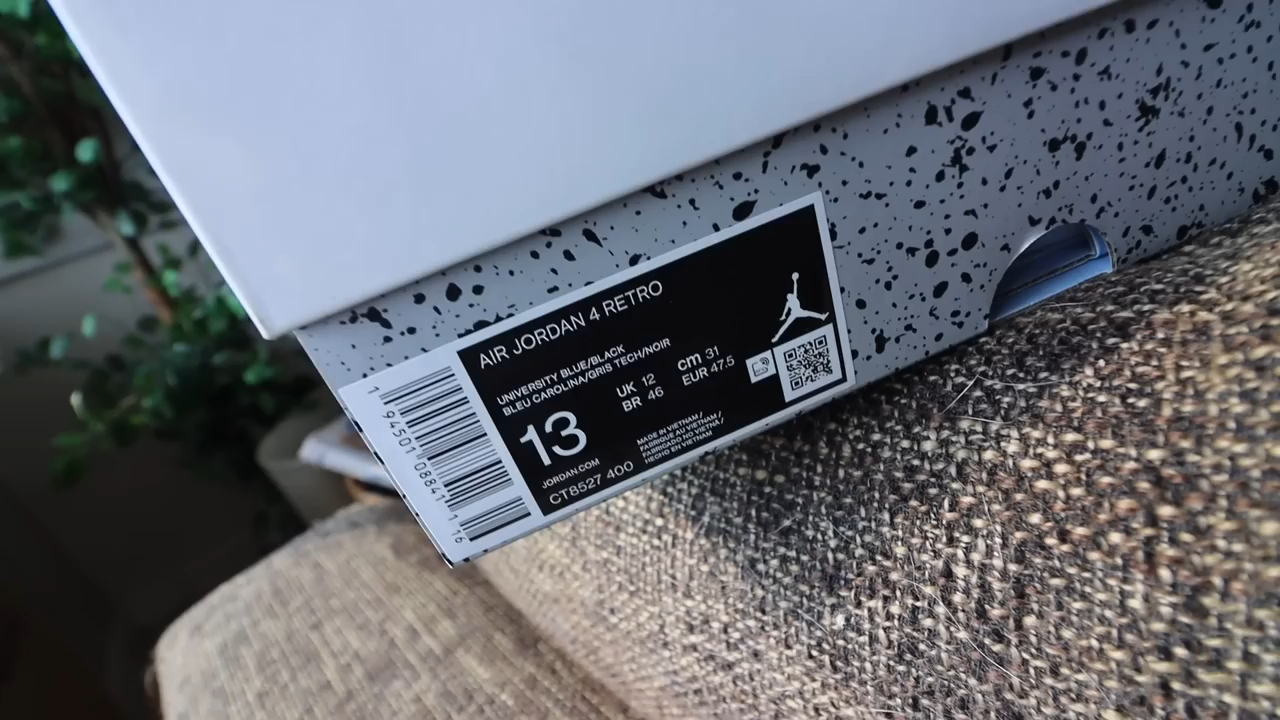 AIR JORDAN 4 RETRO
UNIVERSITY BLUE/BLACK
BLEU CAROLINA/GRIS TECH/NOIR
13
UK 12
BR 46
cm 31
EUR 47.5
JORDAN.COM
CT8527 400
MADE IN VIETNAM /
FABRIQUE AU VIETNAM /
FABRICADO NO VIETNÃ /
HECHO EN VIETNAM
1 94501 08841 16